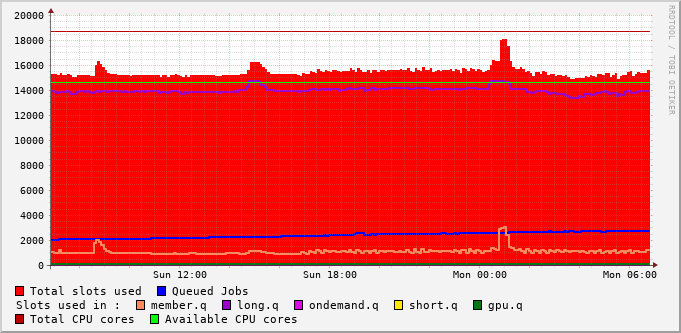 20000
18000
16000
14000
12000
10000
8000
6000
4000
2000
0
Sun 12:00 Sun 18:00 Mon 00:00 Mon 06:00
RRDTOOL / TOBI OETIKER
Total slots used Queued Jobs
Slots used in : member.q long.q ondemand.q short.q gpu.q
Total CPU cores Available CPU cores